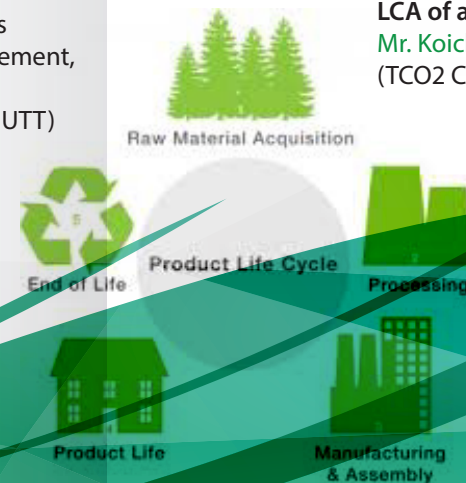 s
ement,
UTT)
LCA of a
Mr. Koic
(TCO2 C
Raw Material Acquisition
End of Life
Product Life Cycle
Processing
Product Life
Manufacturing
& Assembly